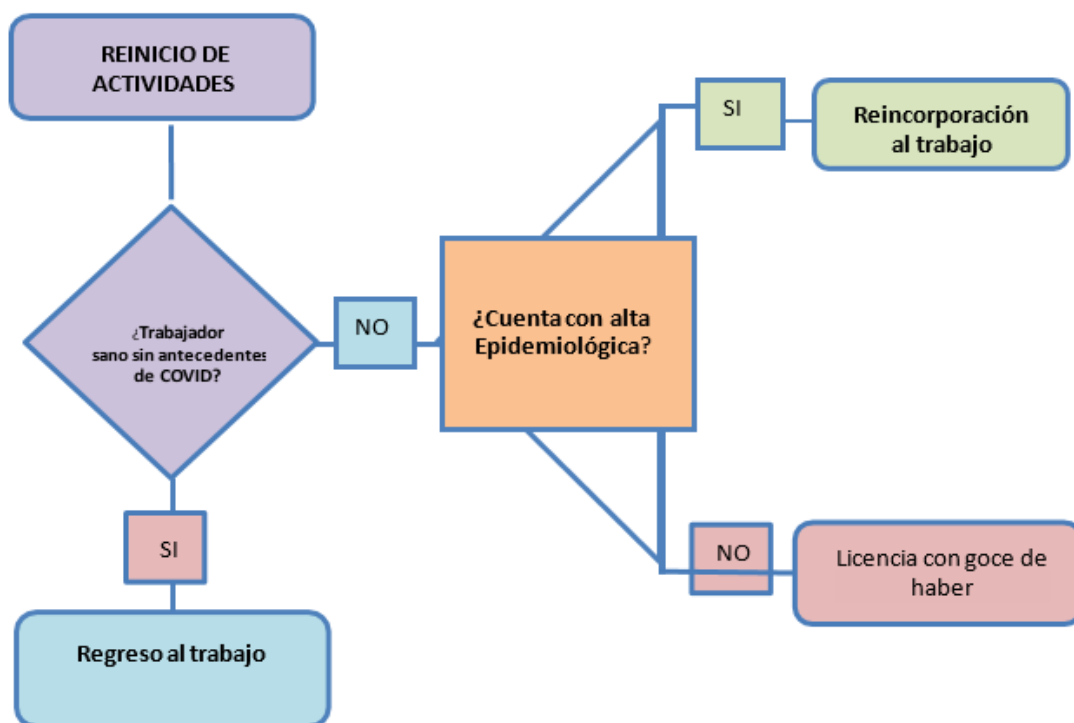 REINICIO DE
ACTIVIDADES
¿Trabajador
sano sin antecedentes
de COVID?
NO
¿Cuenta con alta
Epidemiológica?
SI
Reincorporación
al trabajo
NO
Licencia con goce de
haber
SI
Regreso al trabajo